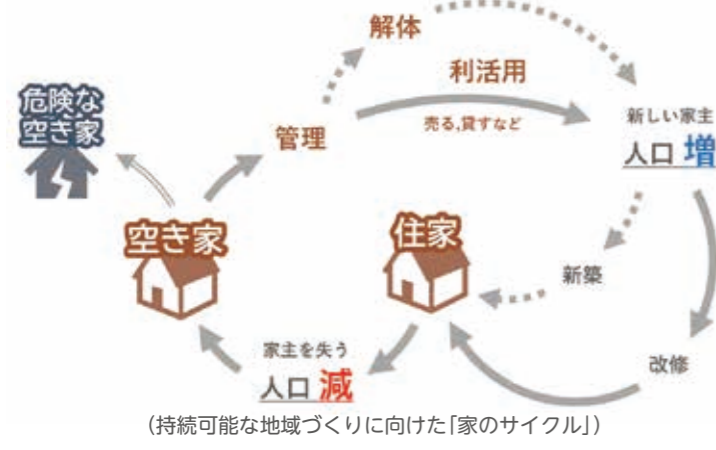 解体
利活用
売る,貸すなど
新しい家主
人口 増
危険な
空き家
管理
空き家
住家
新築
家主を失う
人口 減
改修
（持続可能な地域づくりに向けた「家のサイクル」）